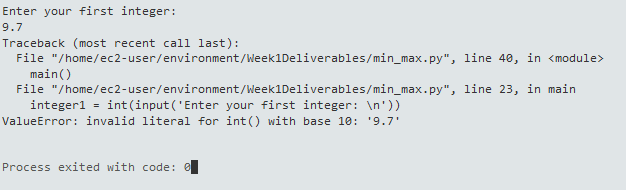 Enter your first integer:
9.7
Traceback (most recent call last):
  File "/home/ec2-user/environment/Week1Deliverables/min_max.py", line 40, in <module>
    main()
  File "/home/ec2-user/environment/Week1Deliverables/min_max.py", line 23, in main
    integer1 = int(input('Enter your first integer: \n'))
ValueError: invalid literal for int() with base 10: '9.7'
Process exited with code: 0